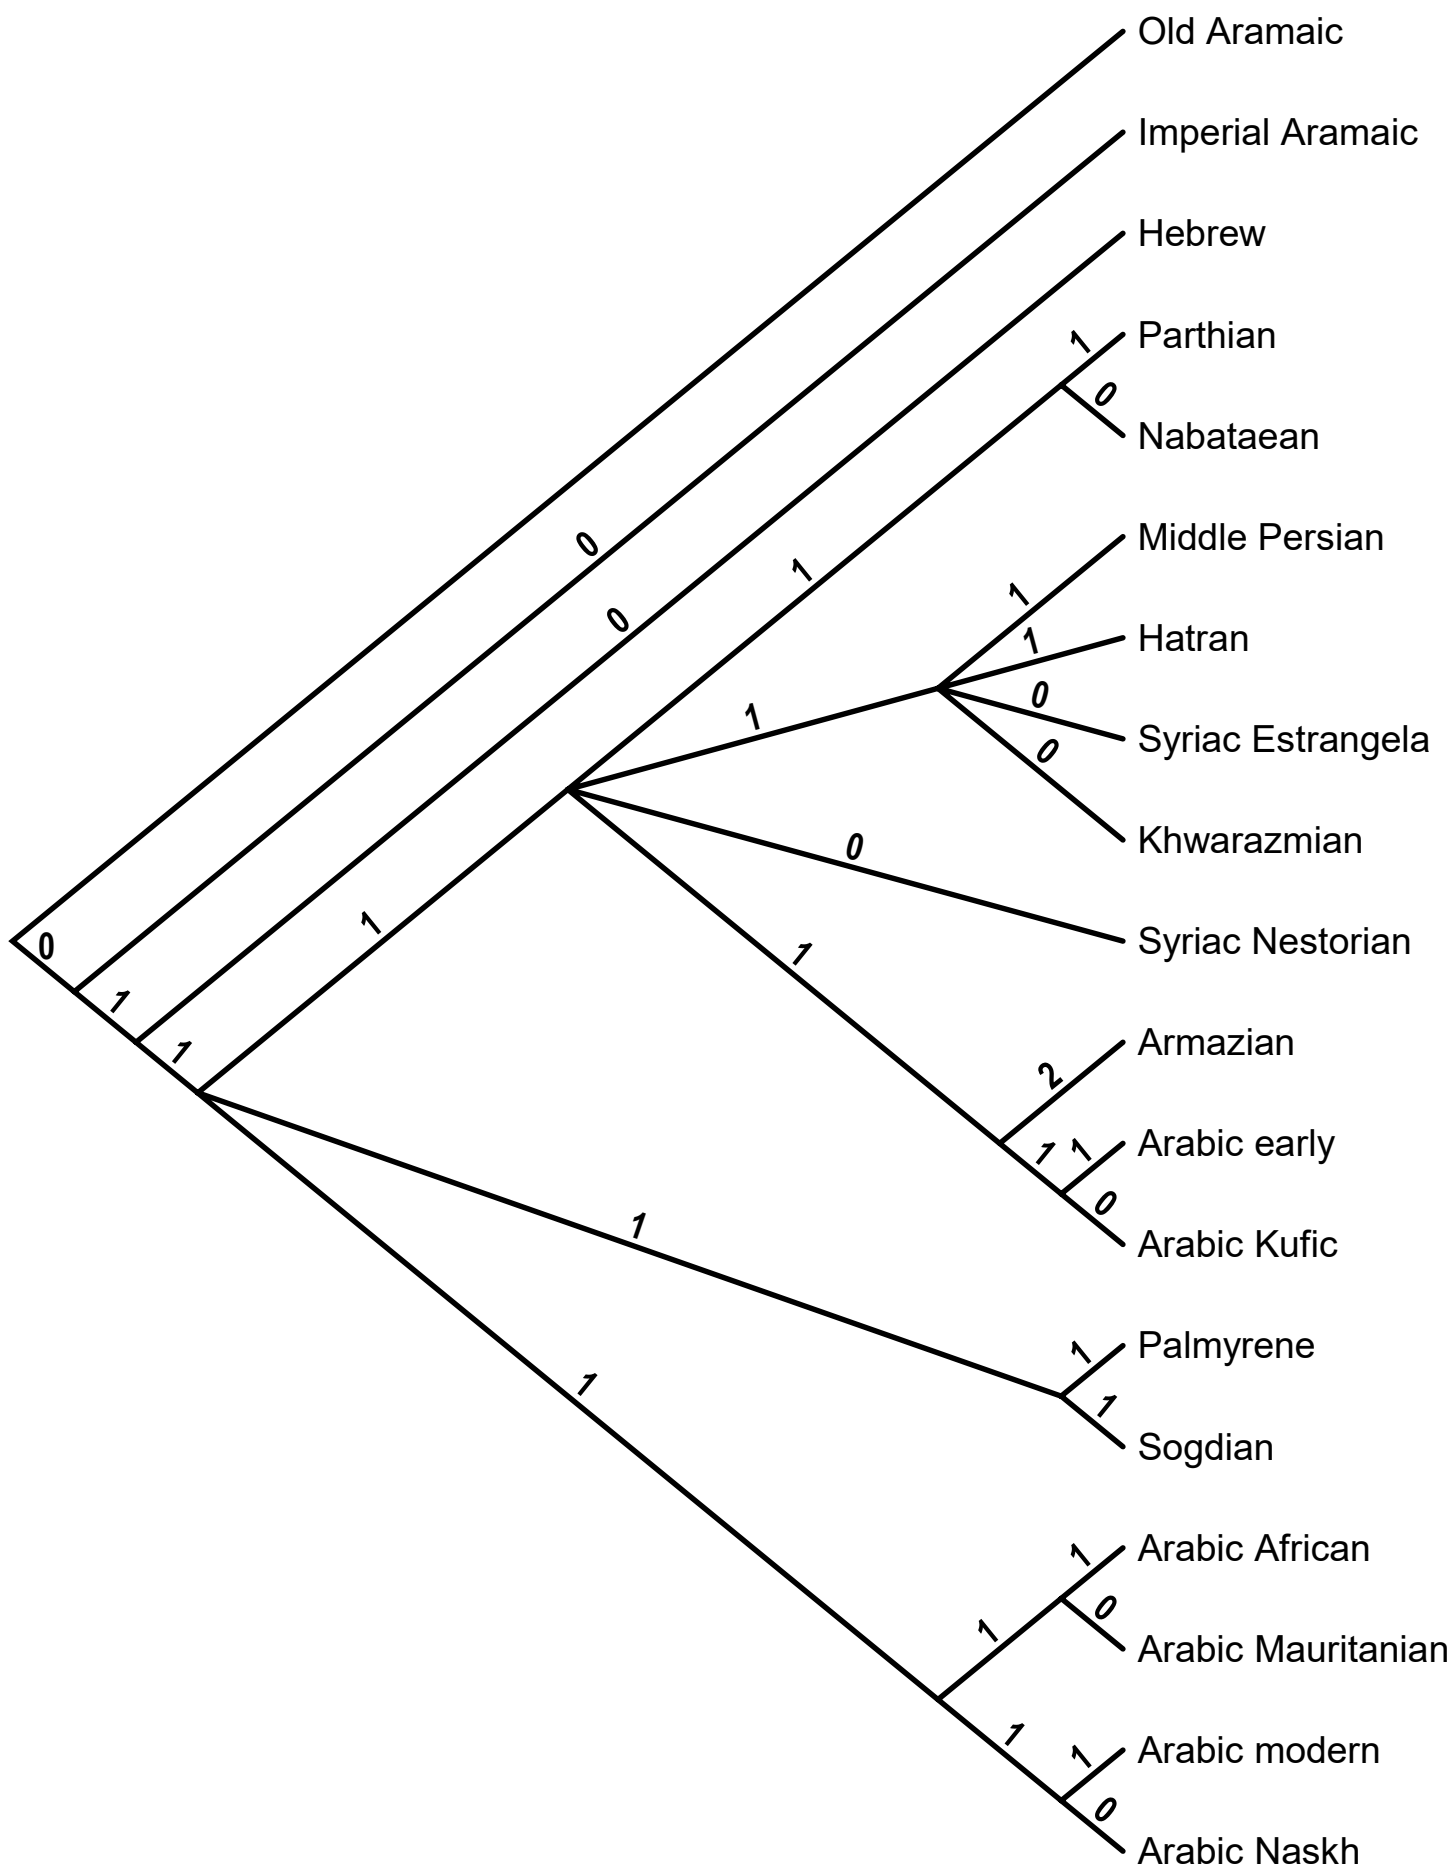 Old Aramaic
Imperial Aramaic
Hebrew
1 Parthian
0
Nabataean
0
Middle Persian
1
1
0
Hatran
1
0
1
Syriac Estrangela
0
Khwarazmian
0
1
Syriac Nestorian
0
1
1
Armazian
1
2
Arabic early
1
1
0
1
Arabic Kufic
Palmyrene
1
1
1
Sogdian
Arabic African
1
0
1
Arabic Mauritanian
1
Arabic modern
1
0
Arabic Naskh